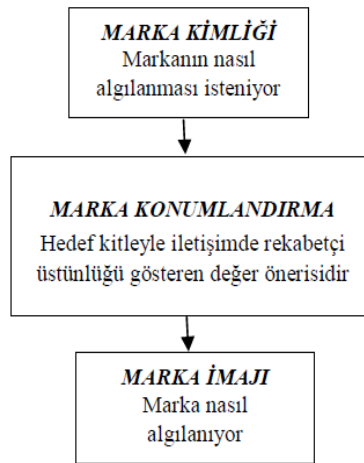 MARKA KİMLİĞİ
Markanın nasıl
algılanması isteniyor
MARKA KONUMLANDIRMA
Hedef kitleyle iletişimde rekabetçi
üstünlüğü gösteren değer önerisidir
MARKA İMAJI
Marka nasıl
algılanıyor